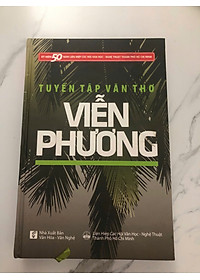 TUYỂN TẬP VĂN THƠ
VIỄN
PHƯƠNG
Nhà Xuất Bản
Văn Hóa - Văn Nghệ
Liên Hiệp Các Hội Văn Học - Nghệ Thuật
Thành Phố Hồ Chí Minh